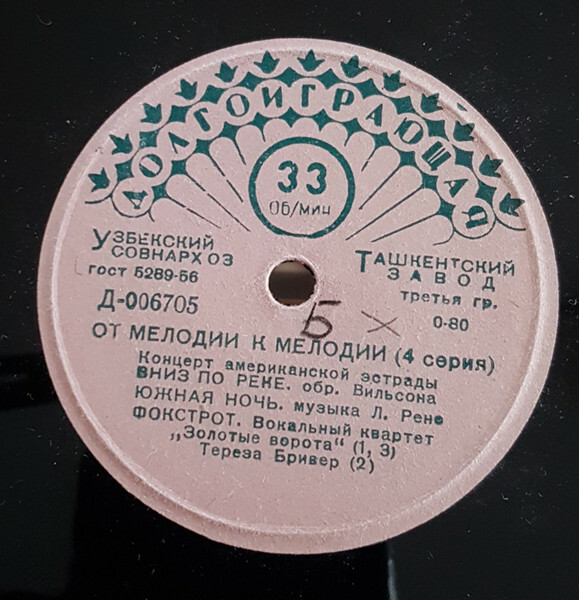 ДОЛГОИГРАЮЩАЯ
33
Об/мин
УЗБЕКСКИЙ
СОВНАРХОЗ
ГОСТ 5289-56
ТАШКЕНТСКИЙ
ЗАВОД
третья гр.
Д-006705
0-80
Б ×
ОТ МЕЛОДИИ К МЕЛОДИИ (4 серия)
Концерт американской эстрады
ВНИЗ ПО РЕКЕ. обр. Вильсона
ЮЖНАЯ НОЧЬ. музыка Л. Рене
ФОКСТРОТ. Вокальный квартет
„Золотые ворота“ (1, 3)
Тереза Бривер (2)